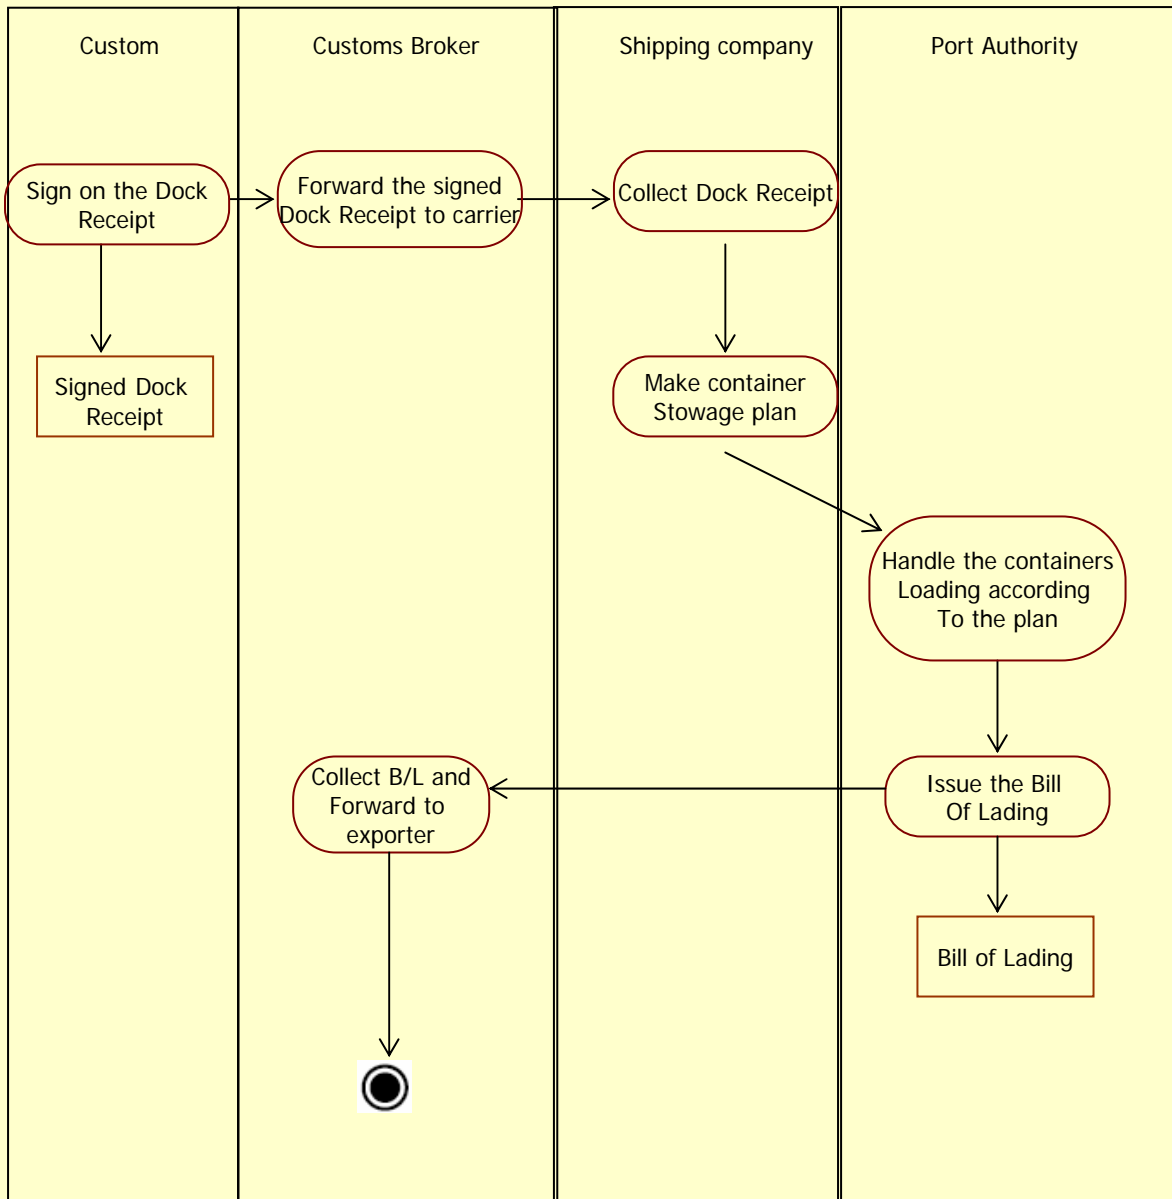 Custom
Customs Broker
Shipping company
Port Authority
Sign on the Dock
Receipt
Forward the signed
Dock Receipt to carrier
Collect Dock Receipt
Signed Dock
Receipt
Make container
Stowage plan
Handle the containers
Loading according
To the plan
Collect B/L and
Forward to
exporter
Issue the Bill
Of Lading
Bill of Lading